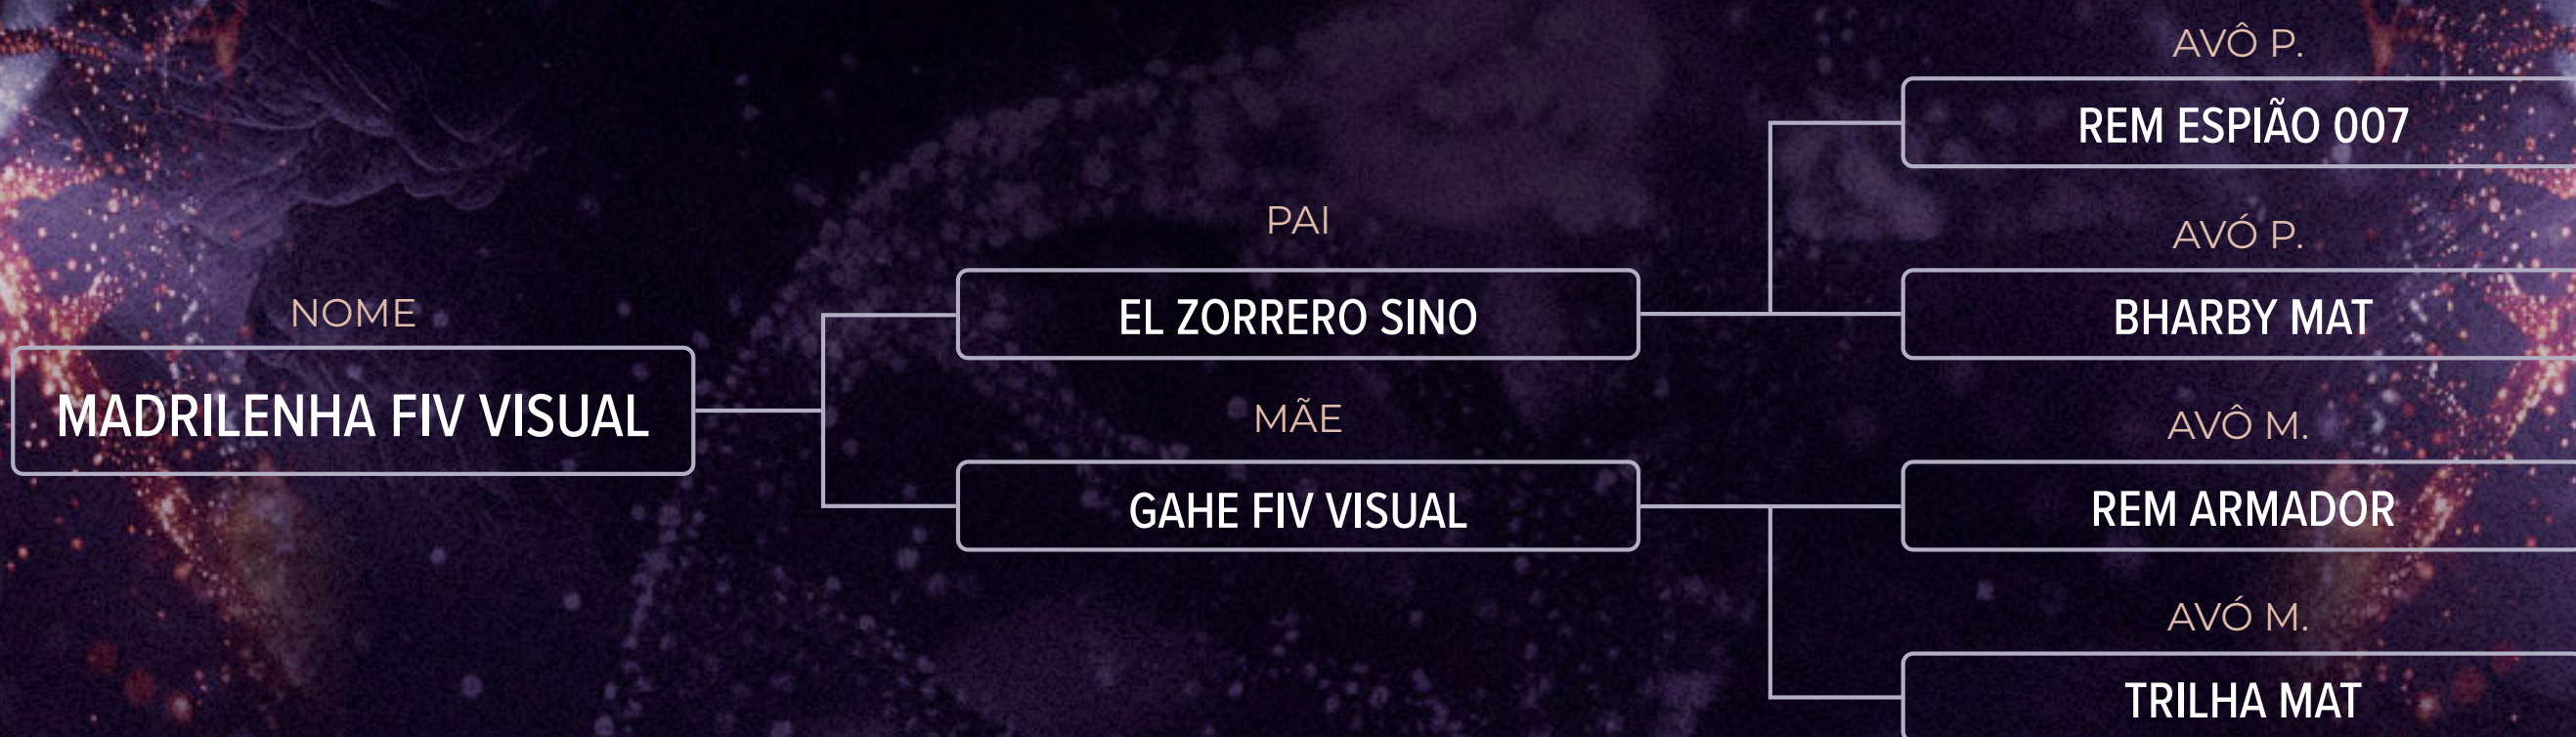 NOME
MADRILENHA FIV VISUAL
PAI
EL ZORRERO SINO
MÃE
GAHE FIV VISUAL
AVÔ P.
REM ESPIÃO 007
AVÓ P.
BHARBY MAT
AVÔ M.
REM ARMADOR
AVÓ M.
TRILHA MAT